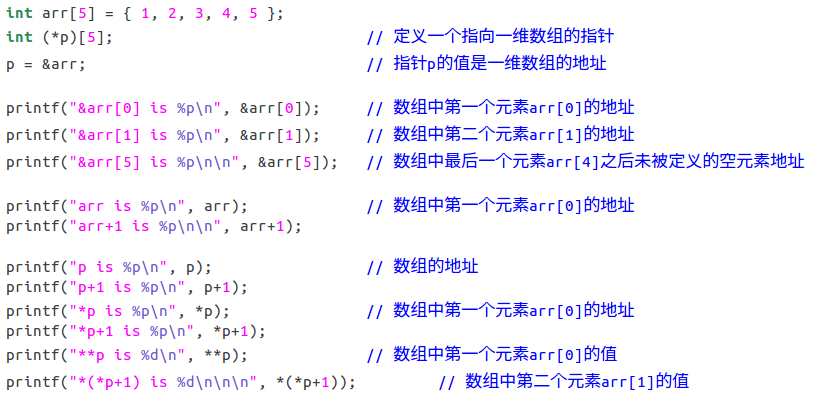 int arr[5] = { 1, 2, 3, 4, 5 };
int (*p)[5];                            // 定义一个指向一维数组的指针
p = &arr;                               // 指针p的值是一维数组的地址

printf("&arr[0] is %p\n", &arr[0]);     // 数组中第一个元素arr[0]的地址
printf("&arr[1] is %p\n", &arr[1]);     // 数组中第二个元素arr[1]的地址
printf("&arr[5] is %p\n\n", &arr[5]);   // 数组中最后一个元素arr[4]之后未被定义的空元素地址

printf("arr is %p\n", arr);             // 数组中第一个元素arr[0]的地址
printf("arr+1 is %p\n\n", arr+1);

printf("p is %p\n", p);                 // 数组的地址
printf("p+1 is %p\n", p+1);
printf("*p is %p\n", *p);               // 数组中第一个元素arr[0]的地址
printf("*p+1 is %p\n", *p+1);
printf("**p is %d\n", **p);             // 数组中第一个元素arr[0]的值
printf("*(*p+1) is %d\n\n\n", *(*p+1));         // 数组中第二个元素arr[1]的值